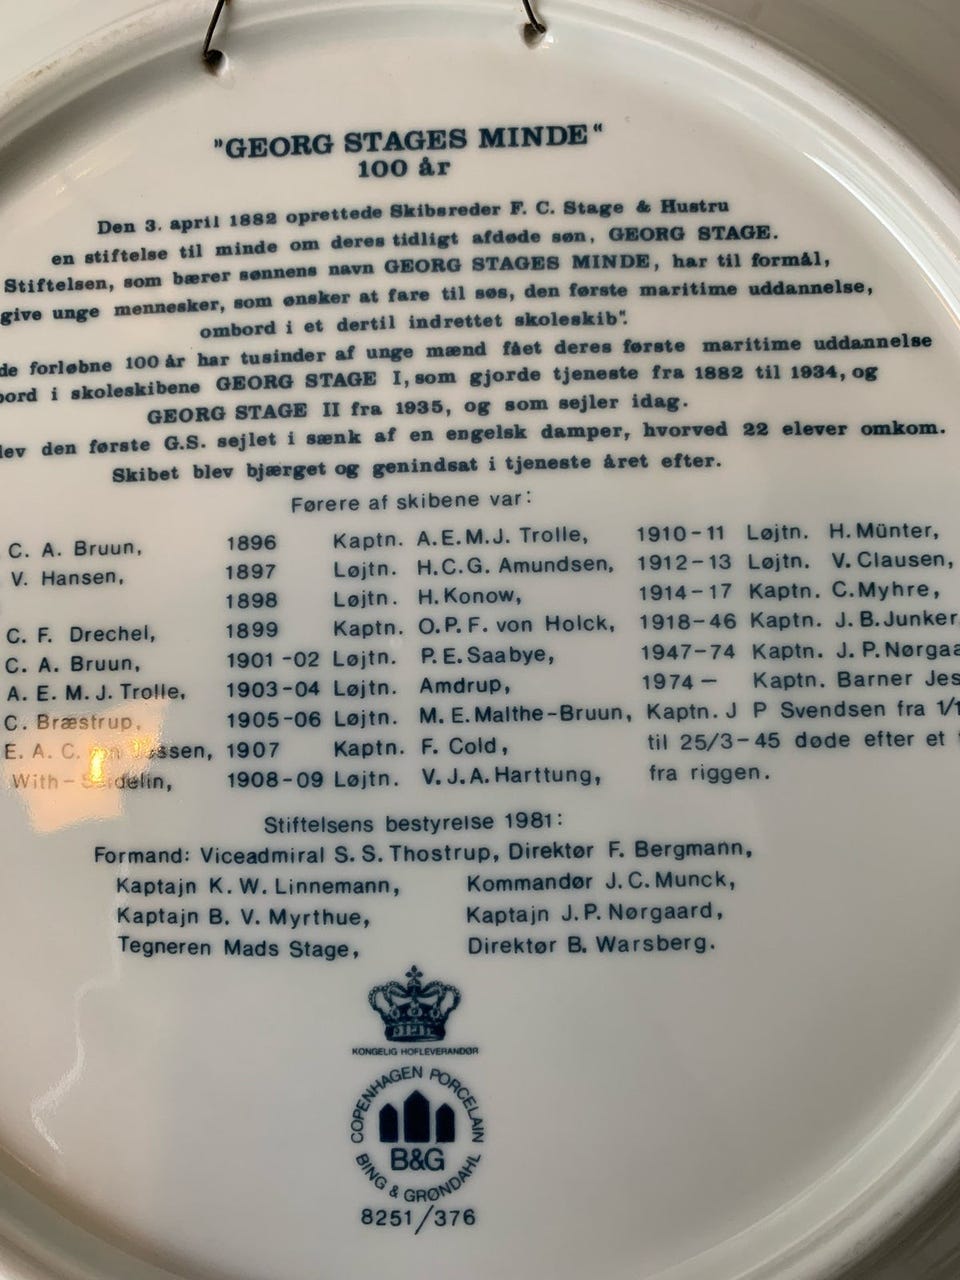 "GEORG STAGES MINDE"
100 år
Den 3. april 1882 oprettede Skibsreder F. C. Stage & Hustru
en stiftelse til minde om deres tidligt afdøde søn, GEORG STAGE.
Stiftelsen, som bærer sønnens navn GEORG STAGES MINDE, har til formål,
give unge mennesker, som ønsker at fare til søs, den første maritime uddannelse,
ombord i et dertil indrettet skoleskib".
de forløbne 100 år har tusinder af unge mænd fået deres første maritime uddannelse
bord i skoleskibene GEORG STAGE I, som gjorde tjeneste fra 1882 til 1934, og
GEORG STAGE II fra 1935, og som sejler idag.
lev den første G.S. sejlet i sænk af en engelsk damper, hvorved 22 elever omkom.
Skibet blev bjærget og genindsat i tjeneste året efter.
Førere af skibene var:
C. A. Bruun, 1896 Kaptn. A.E.M.J. Trolle, 1910-11 Løjtn. H. Münter,
V. Hansen, 1897 Løjtn. H.C.G. Amundsen, 1912-13 Løjtn. V. Clausen,
1898 Løjtn. H. Konow, 1914-17 Kaptn. C. Myhre,
C. F. Drechel, 1899 Kaptn. O.P.F. von Holck, 1918-46 Kaptn. J.B. Junker
C. A. Bruun, 1901-02 Løjtn. P.E. Saabye, 1947-74 Kaptn. J. P. Nørgaa
A. E. M. J. Trolle, 1903-04 Løjtn. Amdrup, 1974- Kaptn. Barner Jes
C. Bræstrup, 1905-06 Løjtn. M. E. Malthe-Bruun, Kaptn. J P Svendsen fra 1/1
E. A. C. 1907 Kaptn. F. Cold, til 25/3-45 døde efter et
With- 1908-09 Løjtn. V.J.A. Harttung, fra riggen.
Stiftelsens bestyrelse 1981:
Formand: Viceadmiral S. S. Thostrup, Direktør F. Bergmann,
Kaptajn K. W. Linnemann, Kommandør J. C. Munck,
Kaptajn B. V. Myrthue, Kaptajn J. P. Nørgaard,
Tegneren Mads Stage, Direktør B. Warsberg.
KONGELIG HOFLEVERANDØR
COPENHAGEN PORCELAIN
B&G
BING & GRØNDAHL
8251/376